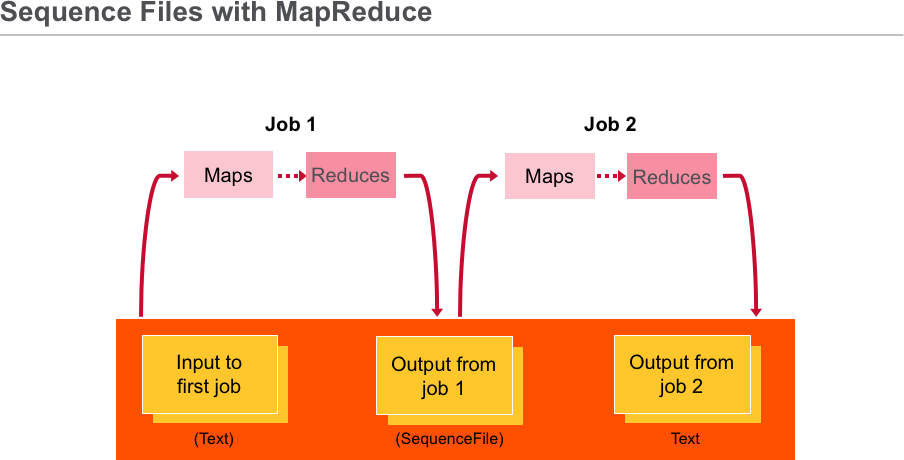 Sequence Files with MapReduce
Job 1
Job 2
Maps
Reduces
Maps
Reduces
Input to
first job
Output from
job 1
Output from
job 2
(Text)
(SequenceFile)
Text